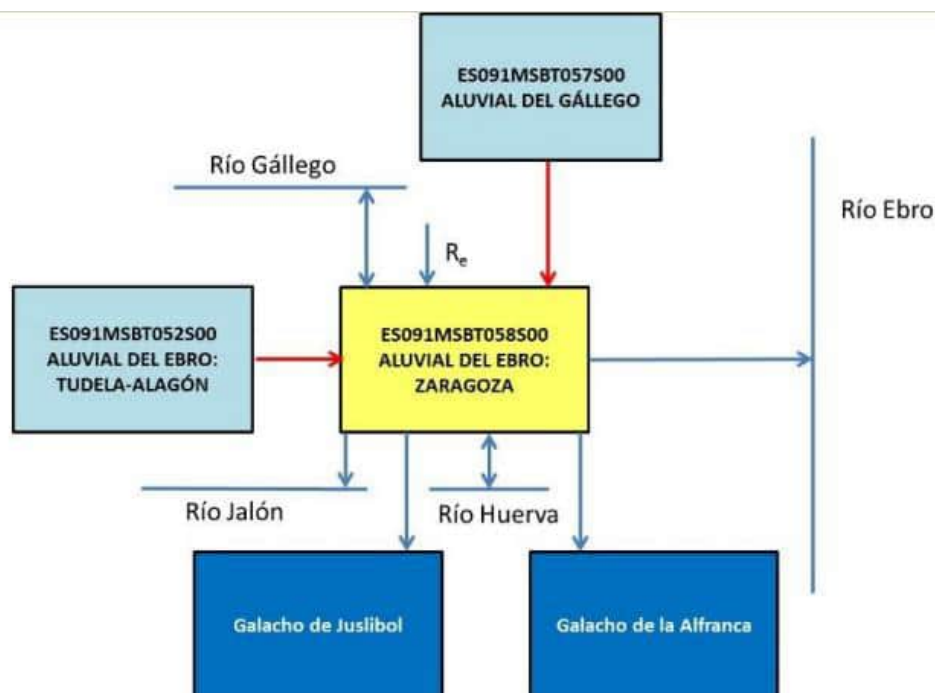 ES091MSBT057S00
ALUVIAL DEL GÁLLEGO
Río Gállego
Río Ebro
Re
ES091MSBT052S00
ALUVIAL DEL EBRO:
TUDELA-ALAGÓN
ES091MSBT058S00
ALUVIAL DEL EBRO:
ZARAGOZA
Río Jalón
Río Huerva
Galacho de Juslibol
Galacho de la Alfranca